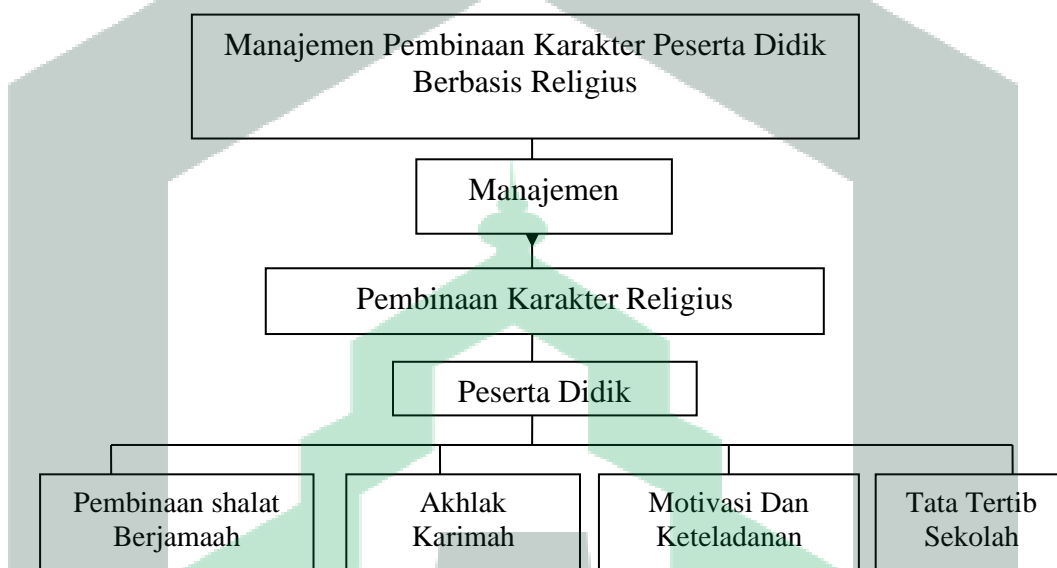 Manajemen Pembinaan Karakter Peserta Didik
Berbasis Religius
Manajemen
Pembinaan Karakter Religius
Peserta Didik
Pembinaan shalat
Berjamaah
Akhlak
Karimah
Motivasi Dan
Keteladanan
Tata Tertib
Sekolah